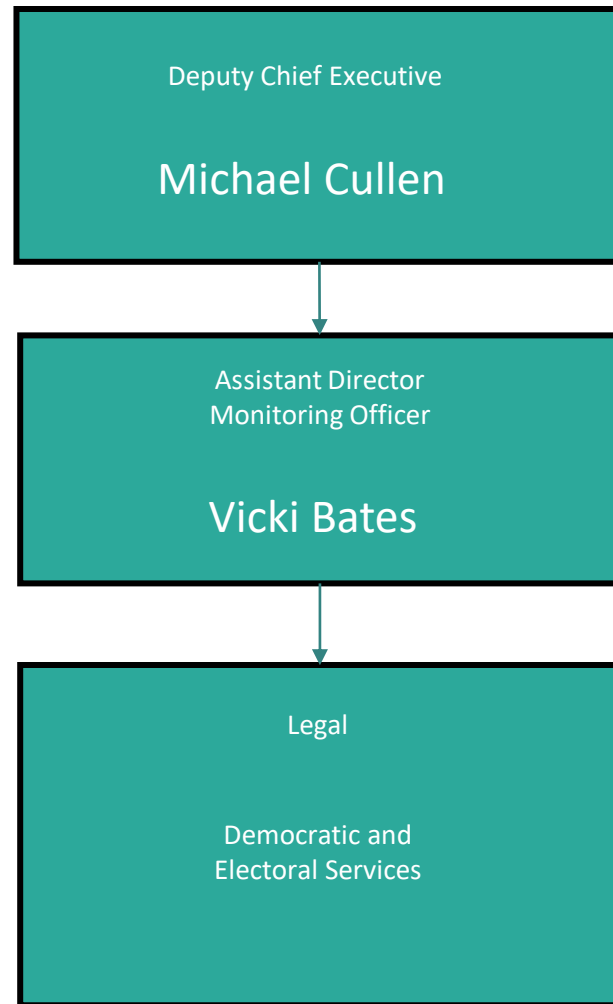 Deputy Chief Executive
Michael Cullen
Assistant Director
Monitoring Officer
Vicki Bates
Legal
Democratic and
Electoral Services